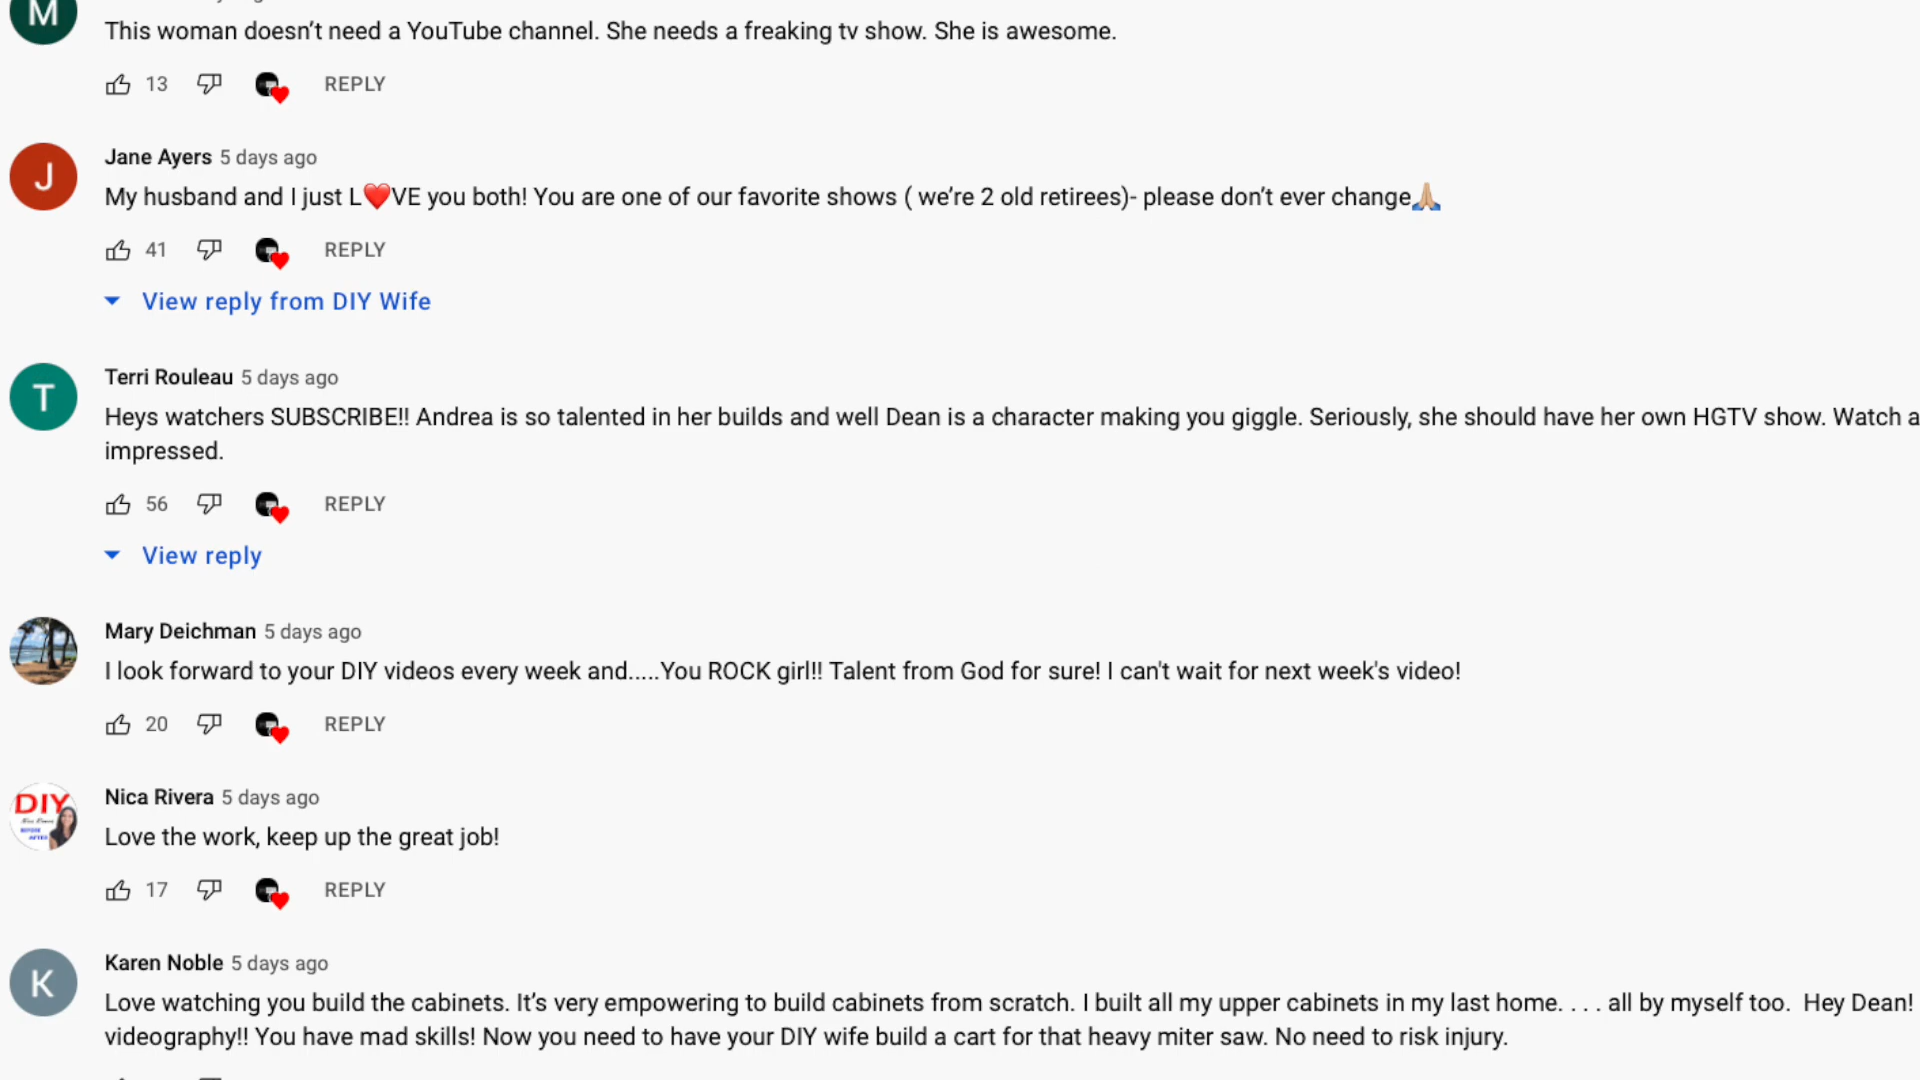 M
This woman doesn’t need a YouTube channel. She needs a freaking tv show. She is awesome.
13 REPLY
J
Jane Ayers 5 days ago
My husband and I just L❤️VE you both! You are one of our favorite shows ( we’re 2 old retirees)- please don’t ever change🙏🏼
41 REPLY
View reply from DIY Wife
T
Terri Rouleau 5 days ago
Heys watchers SUBSCRIBE!! Andrea is so talented in her builds and well Dean is a character making you giggle. Seriously, she should have her own HGTV show. Watch a
impressed.
56 REPLY
View reply
Mary Deichman 5 days ago
I look forward to your DIY videos every week and.....You ROCK girl!! Talent from God for sure! I can't wait for next week's video!
20 REPLY
DIY
Nica Rivera 5 days ago
Love the work, keep up the great job!
17 REPLY
K
Karen Noble 5 days ago
Love watching you build the cabinets. It’s very empowering to build cabinets from scratch. I built all my upper cabinets in my last home. . . . all by myself too.  Hey Dean!
videography!! You have mad skills! Now you need to have your DIY wife build a cart for that heavy miter saw. No need to risk injury.